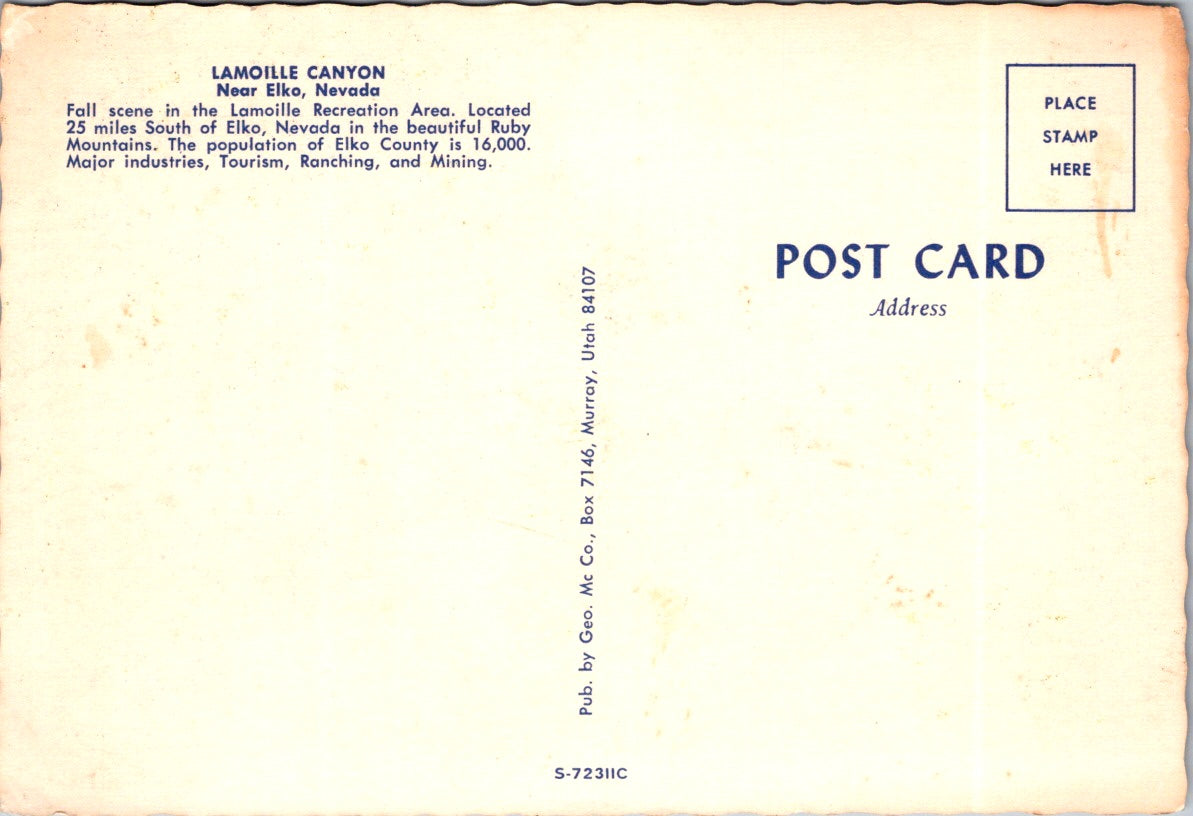 LAMOILLE CANYON
Near Elko, Nevada
Fall scene in the Lamoille Recreation Area. Located
25 miles South of Elko, Nevada in the beautiful Ruby
Mountains. The population of Elko County is 16,000.
Major industries, Tourism, Ranching, and Mining.
PLACE
STAMP
HERE
POST CARD
Address
Pub. by Geo. Mc Co., Box 7146, Murray, Utah 84107
S-72311C